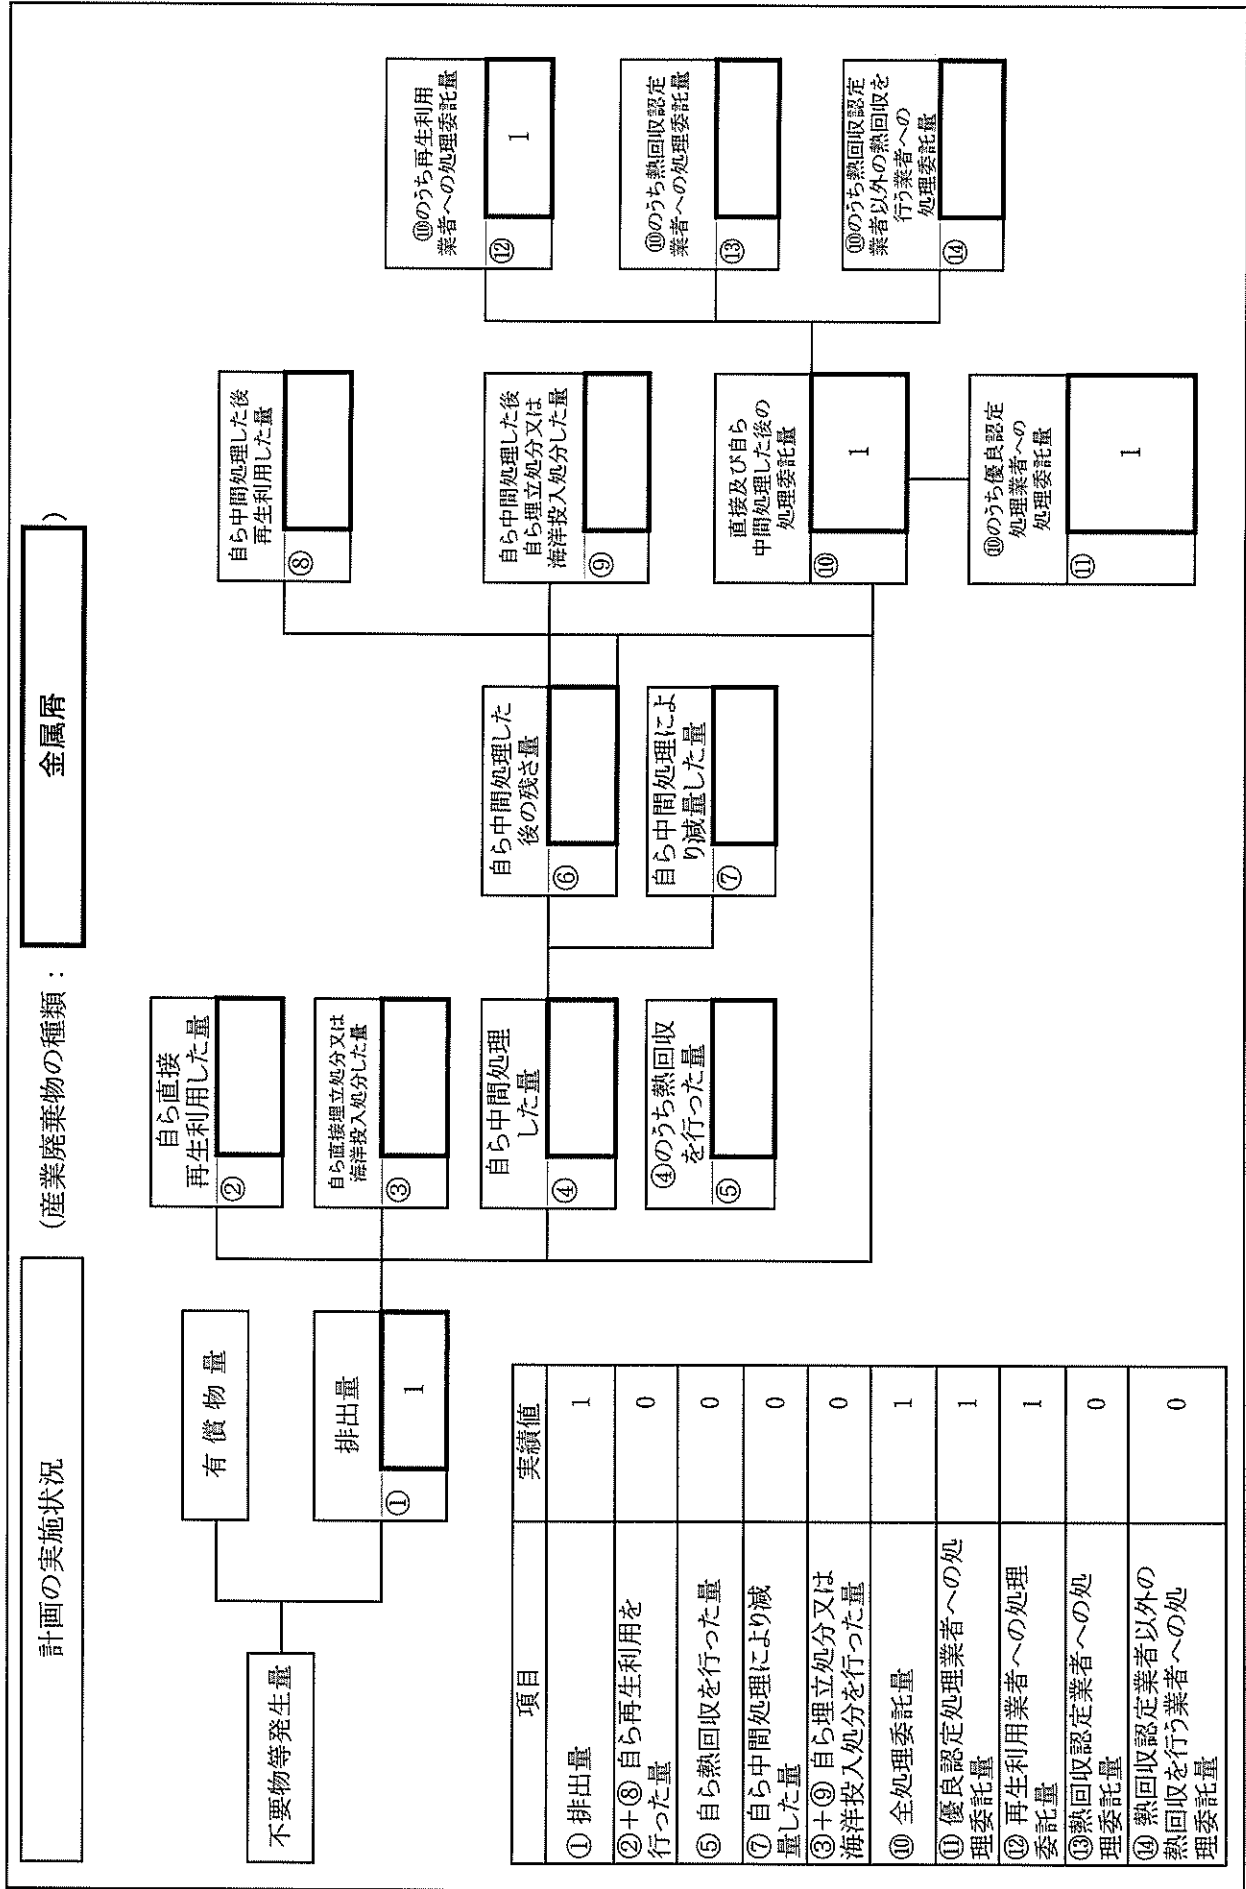 計画の実施状況
(産業廃棄物の種類： 金属屑 )
不要物等発生量
有償物量
排出量
① 1
自ら直接
再生利用した量
②
自ら直接埋立処分又は
海洋投入処分した量
③
自ら中間処理
した量
④
④のうち熱回収
を行った量
⑤
自ら中間処理した
後の残さ量
⑥
自ら中間処理によ
り減量した量
⑦
自ら中間処理した後
再生利用した量
⑧
自ら中間処理した後
自ら埋立処分又は
海洋投入処分した量
⑨
直接及び自ら
中間処理した後の
処理委託量
⑩ 1
⑩のうち優良認定
処理業者への
処理委託量
⑪ 1
⑩のうち再生利用
業者への処理委託量
⑫ 1
⑩のうち熱回収認定
業者への処理委託量
⑬
⑩のうち熱回収認定
業者以外の熱回収を
行う業者への
処理委託量
⑭
項目 実績値
① 排出量 1
②＋⑧ 自ら再生利用を
行った量 0
⑤ 自ら熱回収を行った量 0
⑦ 自ら中間処理により減
量した量 0
③＋⑨ 自ら埋立処分又は
海洋投入処分を行った量 0
⑩ 全処理委託量 1
⑪ 優良認定処理業者への処
理委託量 1
⑫ 再生利用業者への処理
委託量 1
⑬熱回収認定業者への処
理委託量 0
⑭ 熱回収認定業者以外の
熱回収を行う業者への処
理委託量 0